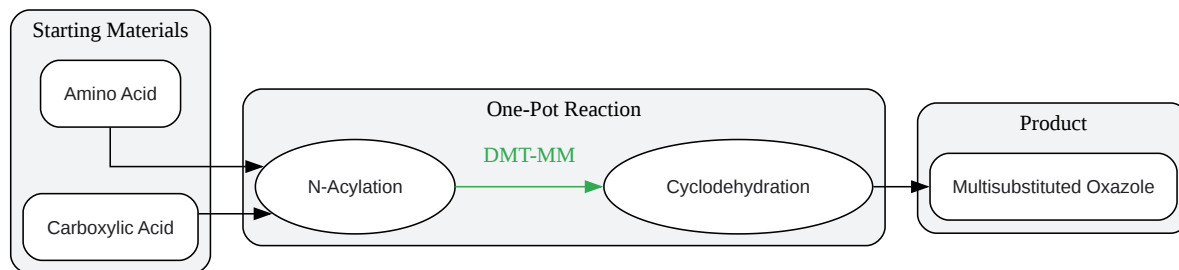 Starting Materials
Amino Acid
Carboxylic Acid
One-Pot Reaction
N-Acylation
DMT-MM
Cyclodehydration
Product
Multisubstituted Oxazole